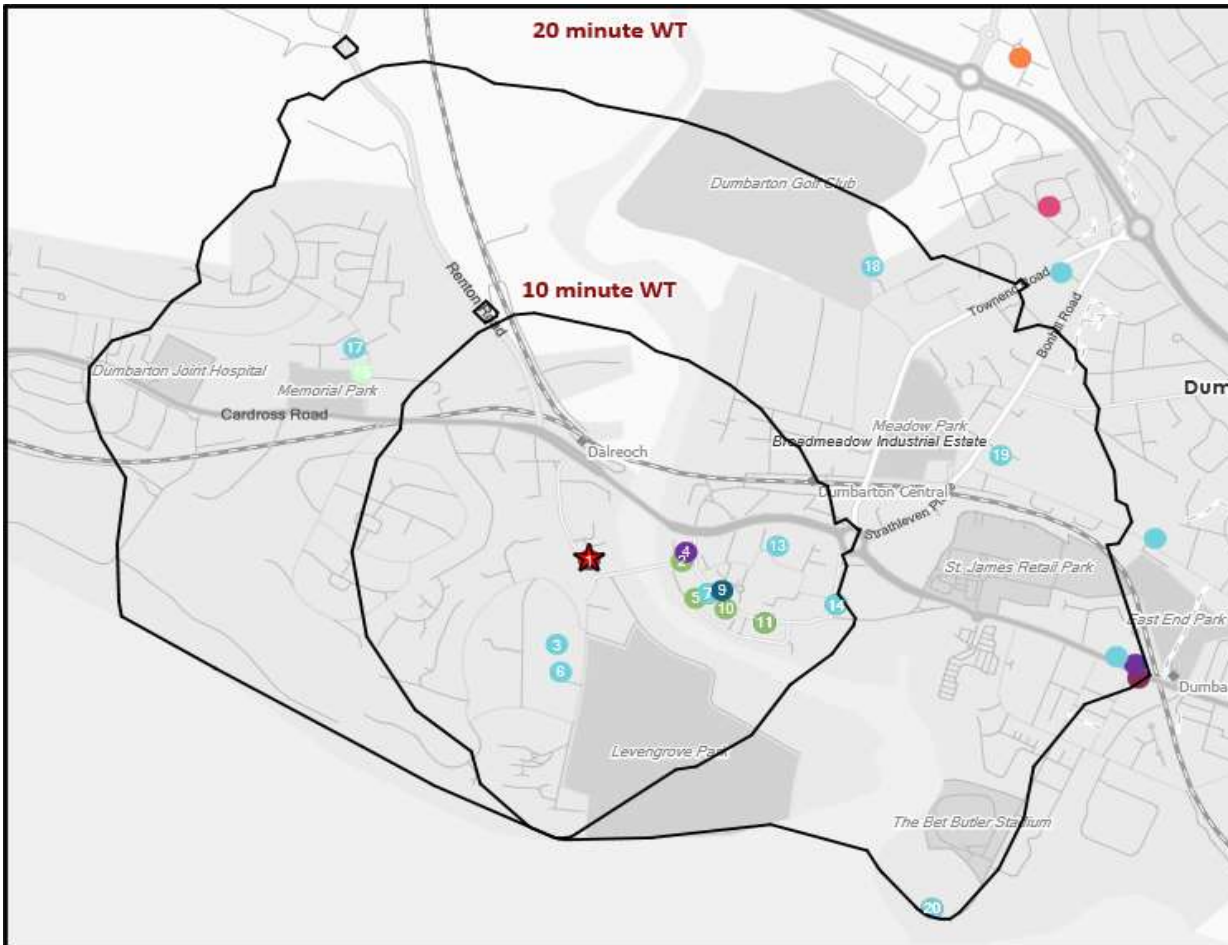 20 minute WT
Dumbarton Golf Club
18
Townend Road
Renton Road
10 minute WT
Bonhill Road
17
Dumbarton Joint Hospital
Memorial Park
Dum
Cardross Road
Meadow Park
Broadmeadow Industrial Estate
19
Dalreoch
Dumbarton Central
Strathleven Pl
4
13
1
St. James Retail Park
5
7
9
10
14
11
East End Park
3
6
Dumba
Levengrove Park
The Bet Butler Stadium
20